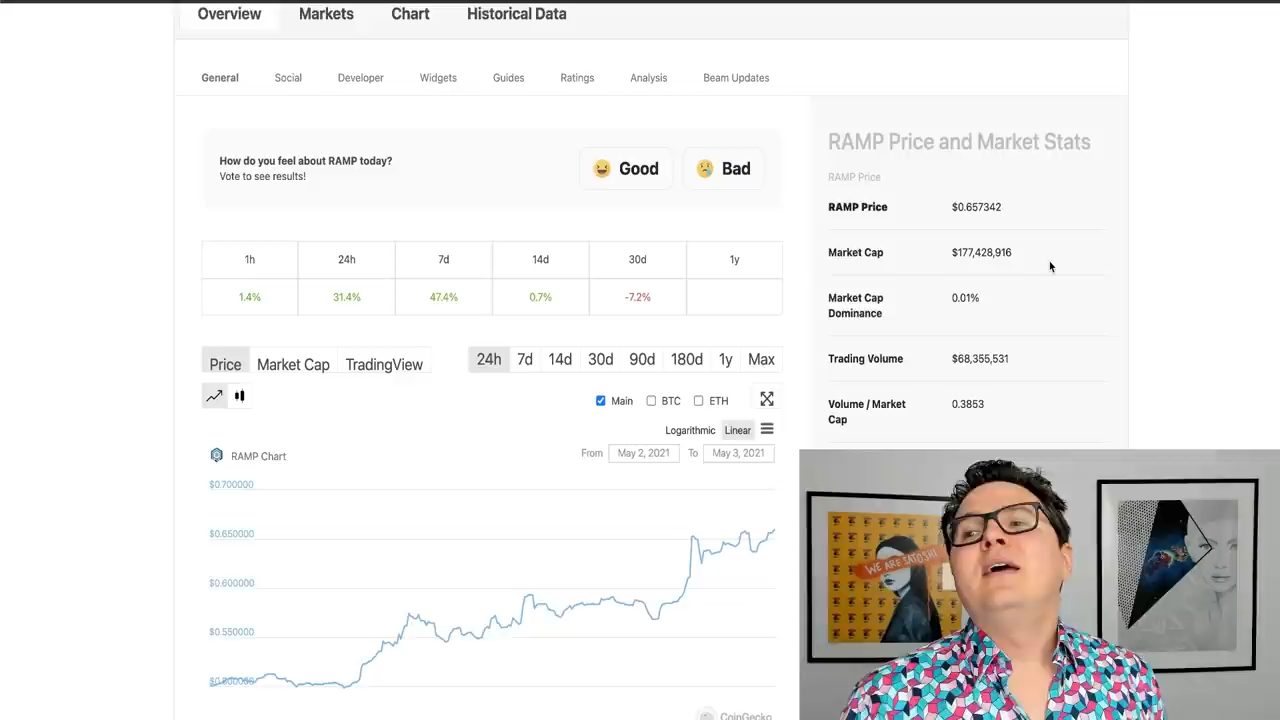 Overview Markets Chart Historical Data
General Social Developer Widgets Guides Ratings Analysis Beam Updates
How do you feel about RAMP today?
Vote to see results!
Good Bad
1h 24h 7d 14d 30d 1y
1.4% 31.4% 47.4% 0.7% -7.2%
Price Market Cap TradingView
24h 7d 14d 30d 90d 180d 1y Max
Main BTC ETH
Logarithmic Linear
RAMP Chart
From May 2, 2021 To May 3, 2021
$0.700000
$0.650000
$0.600000
$0.550000
$0.500000
CoinGecko
RAMP Price and Market Stats
RAMP Price
RAMP Price $0.657342
Market Cap $177,428,916
Market Cap
Dominance 0.01%
Trading Volume $68,355,531
Volume / Market
Cap 0.3853
WE ARE SATOSHI